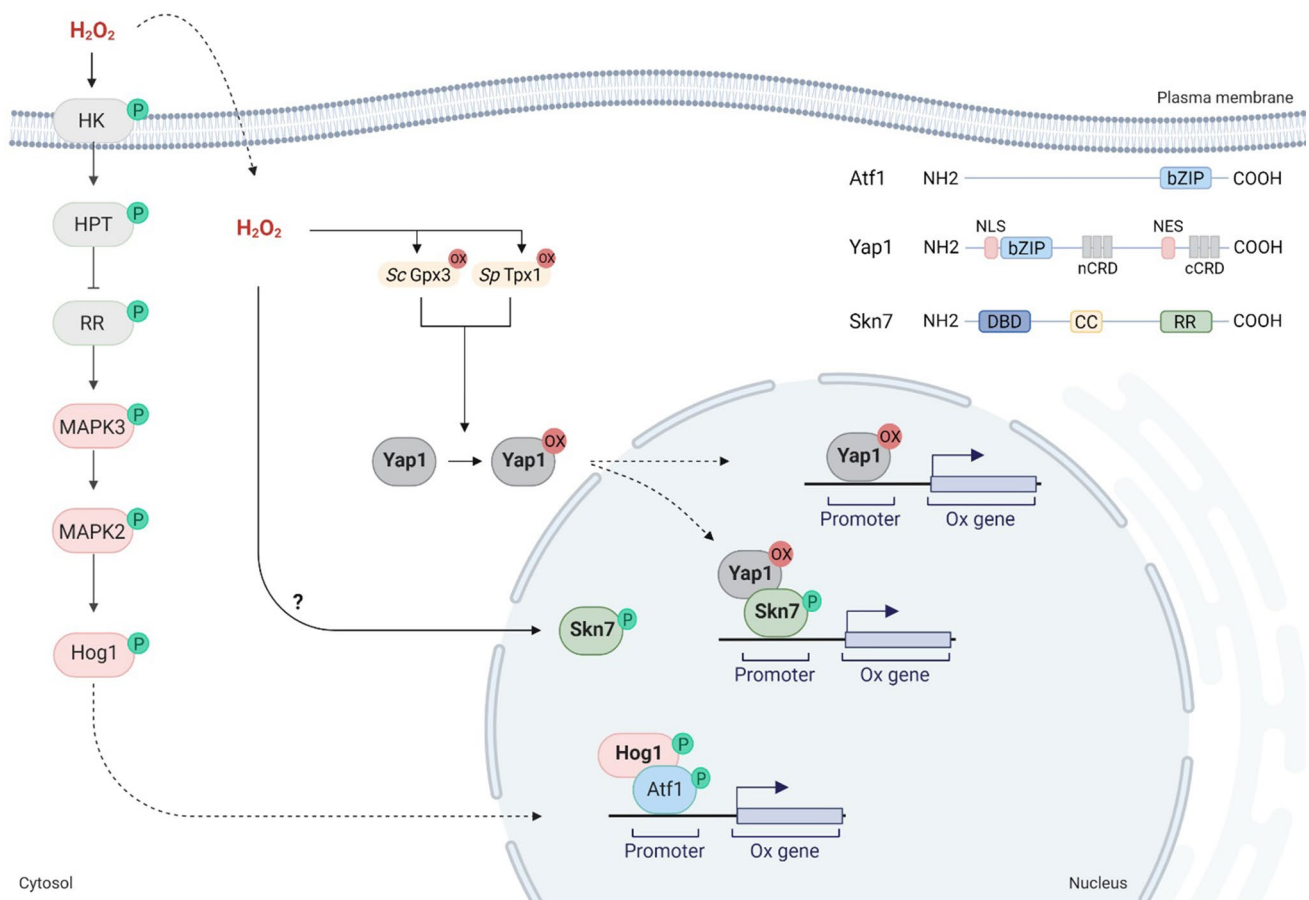 H₂O₂
Plasma membrane
HK P
HPT P
RR P
MAPK3 P
MAPK2 P
Hog1 P
H₂O₂
Sc Gpx3 OX Sp Tpx1 OX
Yap1 Yap1 OX
?
Atf1 NH2 bZIP COOH
NLS NES
Yap1 NH2 bZIP COOH
nCRD cCRD
Skn7 NH2 DBD CC RR COOH
Yap1 OX
Promoter Ox gene
Yap1 OX
Skn7 P
Skn7 P
Promoter Ox gene
Hog1 P
Atf1 P
Promoter Ox gene
Cytosol
Nucleus